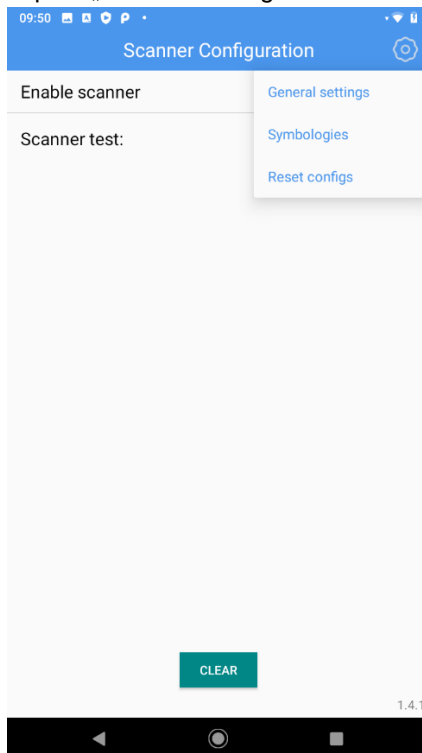 09:50
Scanner Configuration
Enable scanner
General settings
Scanner test:
Symbologies
Reset configs
CLEAR
1.4.1